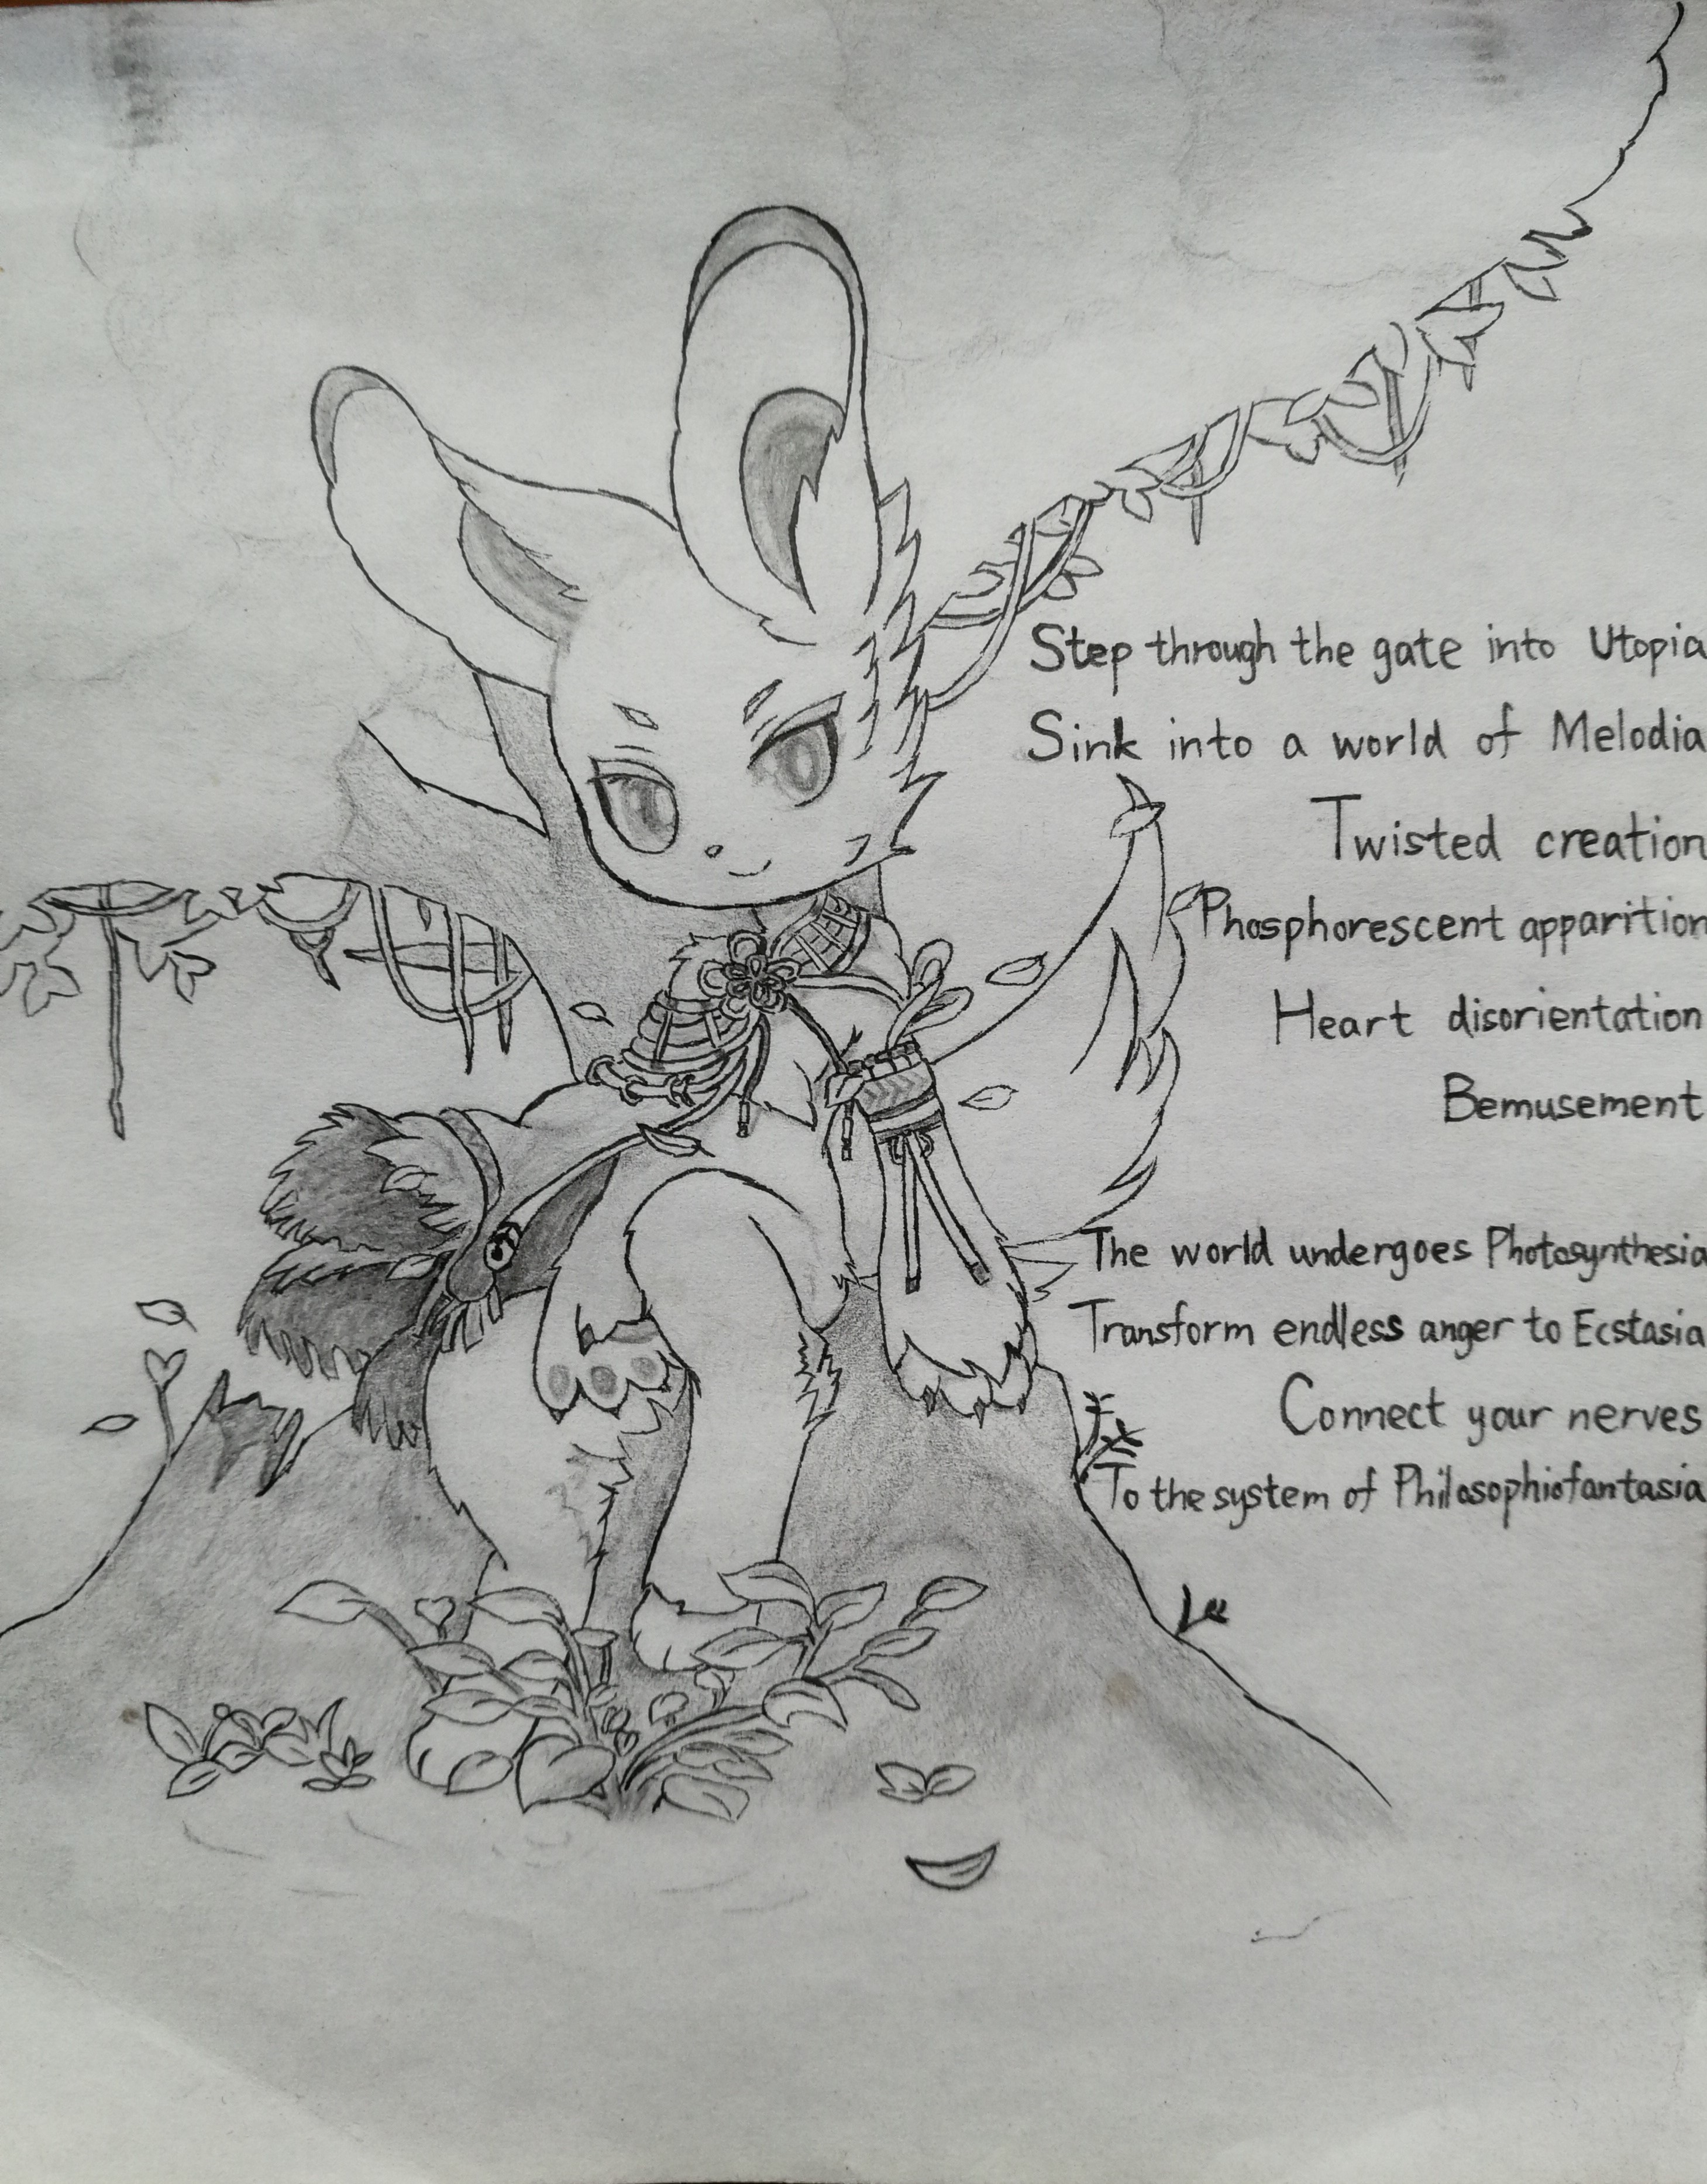 Step through the gate into Utopia
Sink into a world of Melodia
Twisted creation
Phosphorescent apparition
Heart disorientation
Bemusement
The world undergoes Photosynthesia
Transform endless anger to Ecstasia
Connect your nerves
To the system of Philosophiofantasia